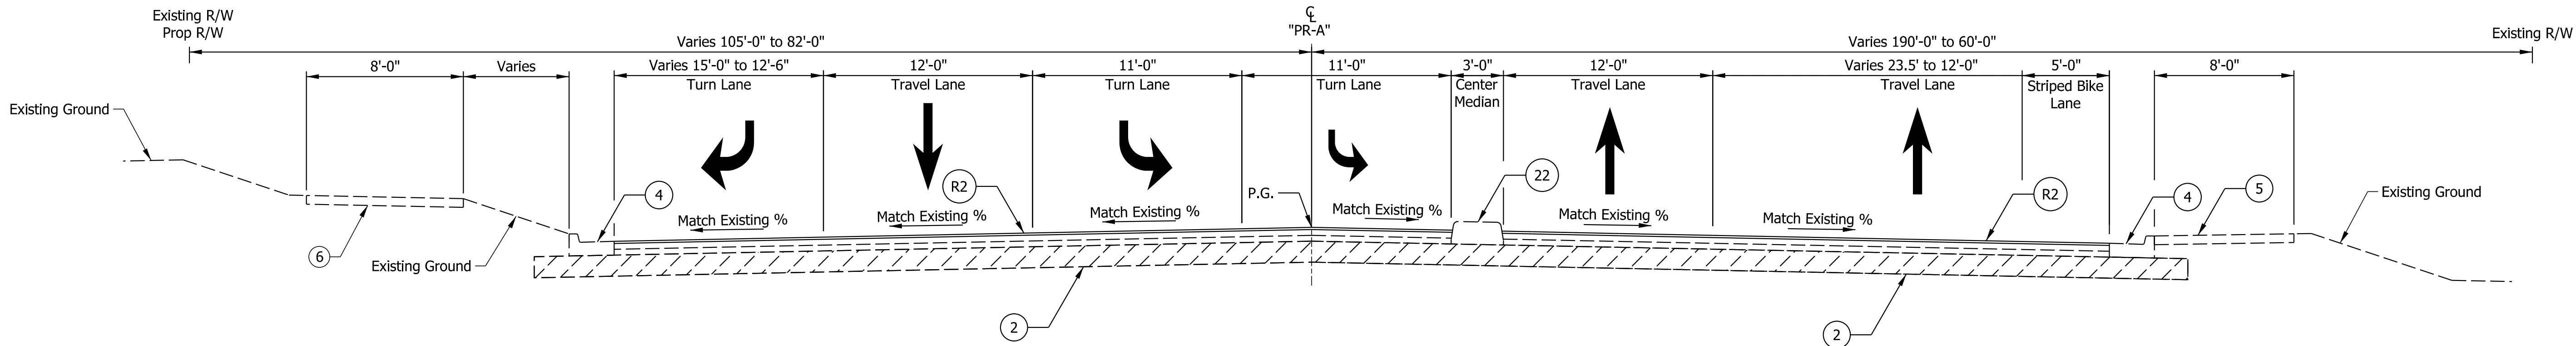 Existing R/W
Prop R/W
℄
"PR-A"
Existing R/W
Varies 105'-0" to 82'-0"
Varies 190'-0" to 60'-0"
8'-0"
Varies
Varies 15'-0" to 12'-6"
Turn Lane
12'-0"
Travel Lane
11'-0"
Turn Lane
11'-0"
Turn Lane
3'-0"
Center
Median
12'-0"
Travel Lane
Varies 23.5' to 12'-0"
Travel Lane
5'-0"
Striped Bike
Lane
8'-0"
Existing Ground
4
R2
P.G.
22
R2
4
5
Existing Ground
Match Existing %
Match Existing %
Match Existing %
Match Existing %
Match Existing %
Match Existing %
6
Existing Ground
2
2